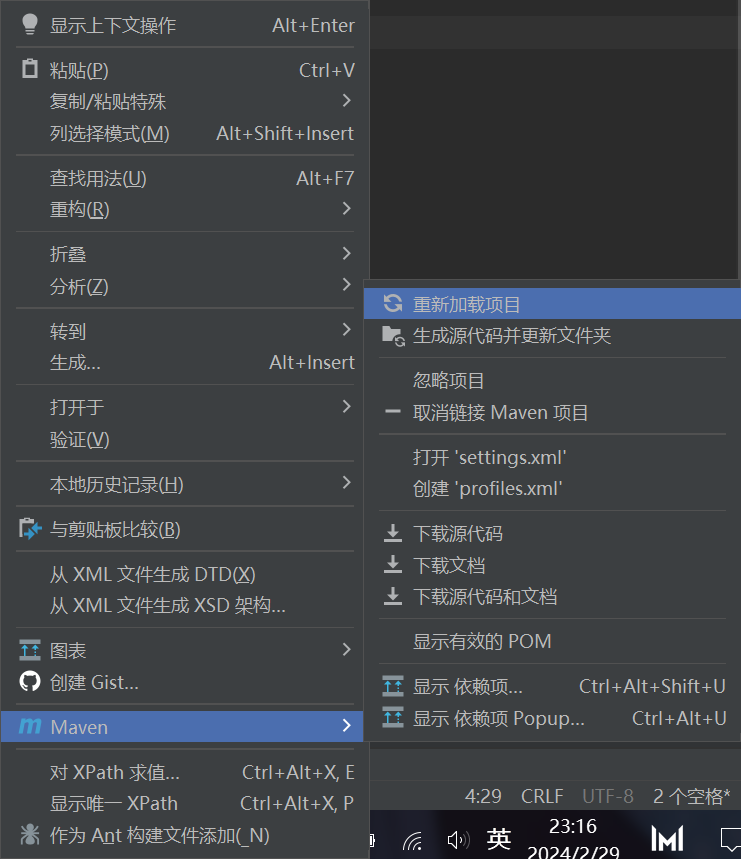 显示上下文操作 Alt+Enter
粘贴(P) Ctrl+V
复制/粘贴特殊
列选择模式(M) Alt+Shift+Insert
查找用法(U) Alt+F7
重构(R)
折叠
分析(Z)
转到
生成... Alt+Insert
打开于
验证(V)
本地历史记录(H)
与剪贴板比较(B)
从 XML 文件生成 DTD(X)
从 XML 文件生成 XSD 架构...
图表
创建 Gist...
Maven
对 XPath 求值... Ctrl+Alt+X, E
显示唯一 XPath Ctrl+Alt+X, P
作为 Ant 构建文件添加(_N)
重新加载项目
生成源代码并更新文件夹
忽略项目
取消链接 Maven 项目
打开 'settings.xml'
创建 'profiles.xml'
下载源代码
下载文档
下载源代码和文档
显示有效的 POM
显示 依赖项... Ctrl+Alt+Shift+U
显示 依赖项 Popup... Ctrl+Alt+U
4:29 CRLF UTF-8 2 个空格*
英 23:16
2024/2/29